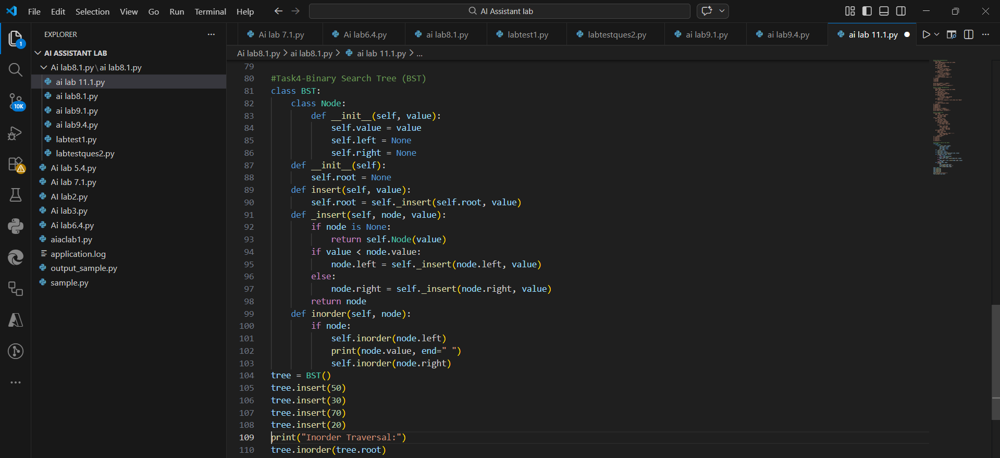 File Edit Selection View Go Run Terminal Help
AI Assistant lab
EXPLORER
AI ASSISTANT LAB
Ai lab8.1.py\ai lab8.1.py
ai lab 11.1.py
ai lab8.1.py
ai lab9.1.py
ai lab9.4.py
labtest1.py
labtestques2.py
Ai lab 5.4.py
Ai lab 7.1.py
AI lab2.py
Ai lab3.py
Ai lab6.4.py
aiaclab1.py
application.log
output_sample.py
sample.py
1
10K
Ai lab 7.1.py Ai lab6.4.py ai lab8.1.py labtest1.py labtestques2.py ai lab9.1.py ai lab9.4.py ai lab 11.1.py
Ai lab8.1.py > ai lab8.1.py > ai lab 11.1.py > ...
79
80 #Task4-Binary Search Tree (BST)
81 class BST:
82     class Node:
83         def __init__(self, value):
84             self.value = value
85             self.left = None
86             self.right = None
87     def __init__(self):
88         self.root = None
89     def insert(self, value):
90         self.root = self._insert(self.root, value)
91     def _insert(self, node, value):
92         if node is None:
93             return self.Node(value)
94         if value < node.value:
95             node.left = self._insert(node.left, value)
96         else:
97             node.right = self._insert(node.right, value)
98         return node
99     def inorder(self, node):
100         if node:
101             self.inorder(node.left)
102             print(node.value, end=" ")
103             self.inorder(node.right)
104 tree = BST()
105 tree.insert(50)
106 tree.insert(30)
107 tree.insert(70)
108 tree.insert(20)
109 print("Inorder Traversal:")
110 tree.inorder(tree.root)